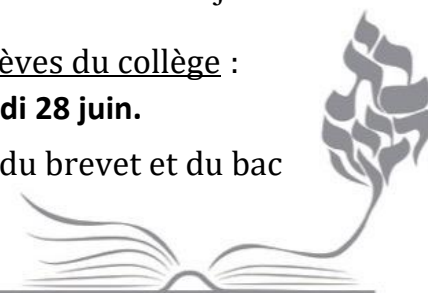 èves du collège :
di 28 juin.
du brevet et du bac